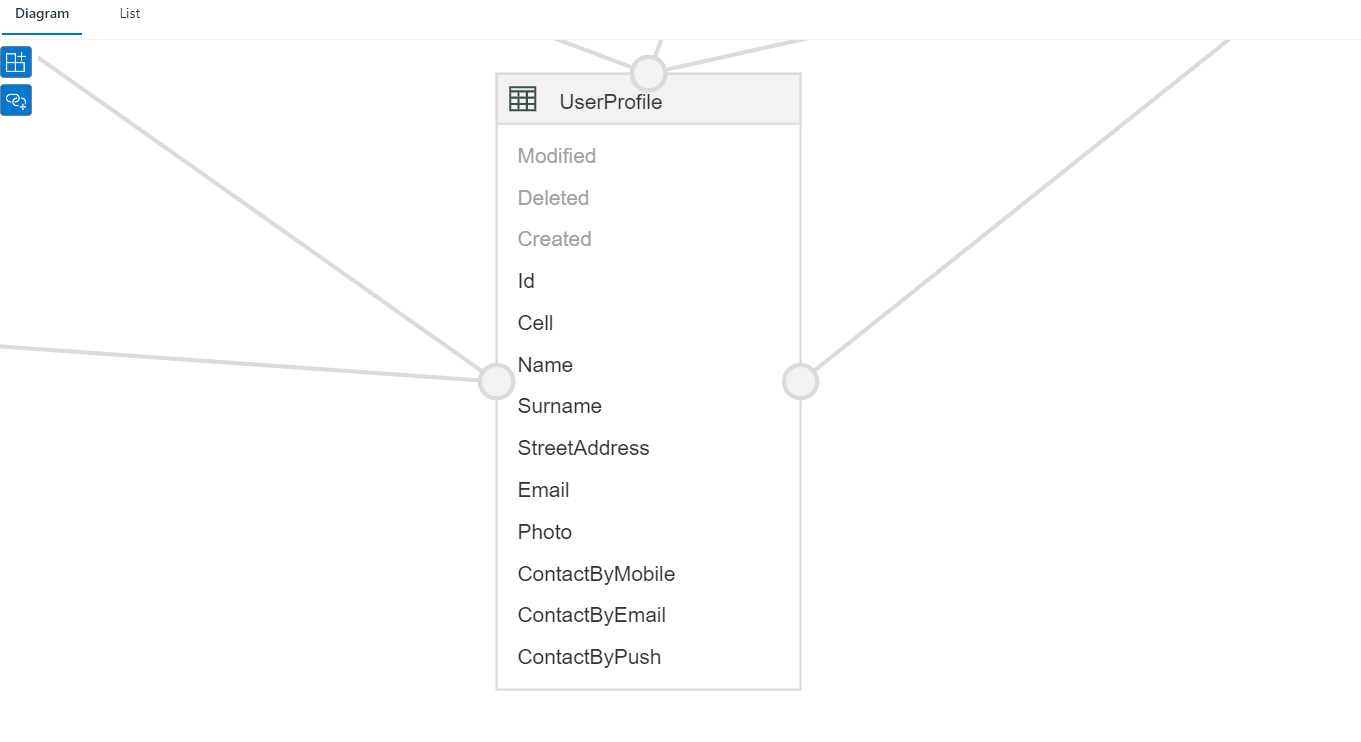 Diagram
List
UserProfile
Modified
Deleted
Created
Id
Cell
Name
Surname
StreetAddress
Email
Photo
ContactByMobile
ContactByEmail
ContactByPush